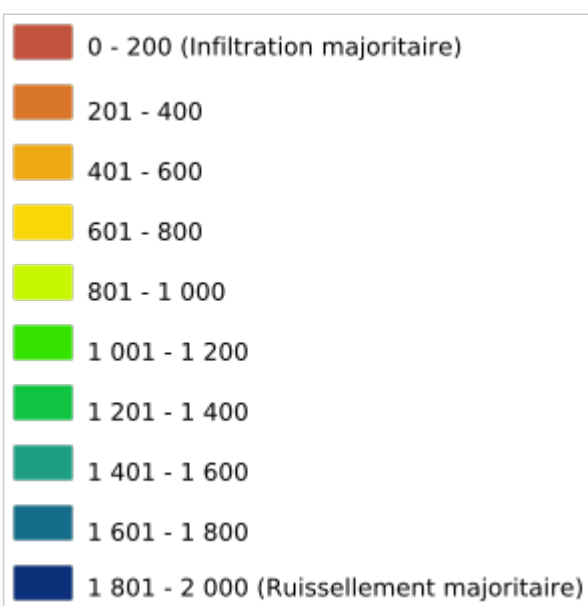 0 - 200 (Infiltration majoritaire)
201 - 400
401 - 600
601 - 800
801 - 1 000
1 001 - 1 200
1 201 - 1 400
1 401 - 1 600
1 601 - 1 800
1 801 - 2 000 (Ruissellement majoritaire)